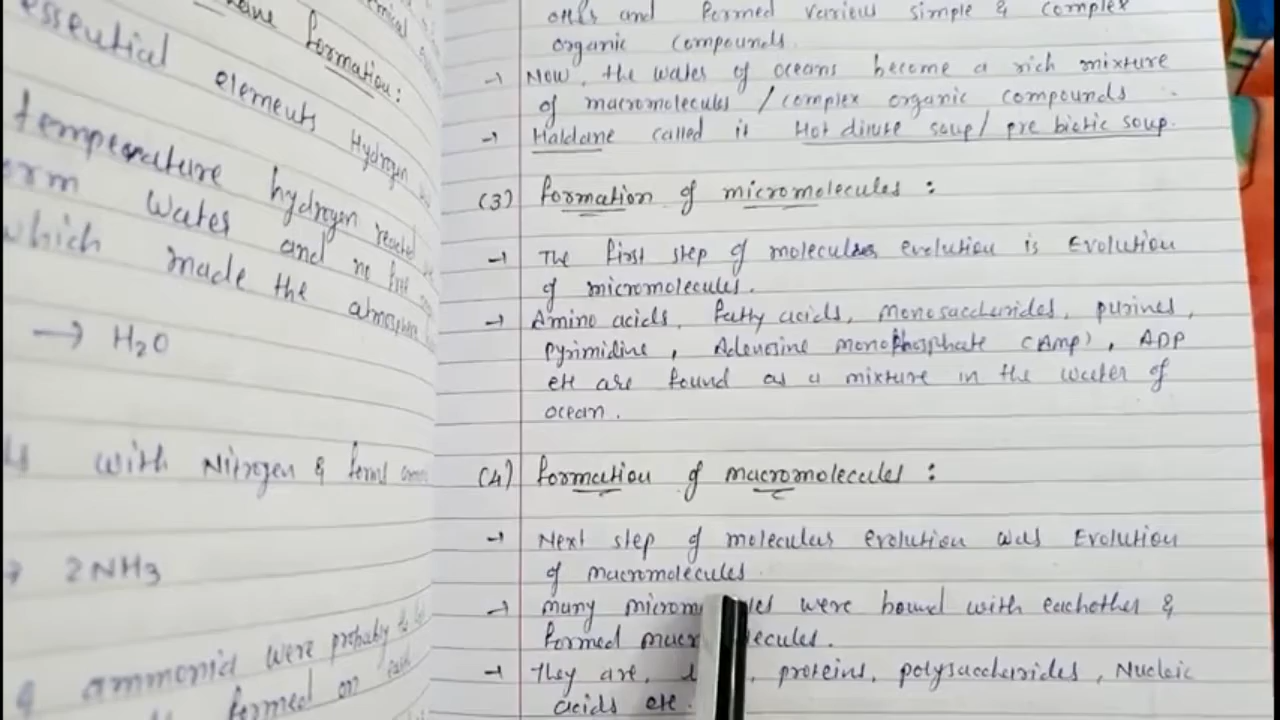 formation:
essential elements Hydrogen
temperature hydrogen reacted
water and no free
which made the atmosphere
→ H2O
with Nitrogen & forms
2NH3
ammonia were probably
formed on
and formed various simple & complex
organic compounds.
→ Now, the water of oceans become a rich mixture
of macromolecules / complex organic compounds
→ Haldane called it Hot dilute soup/ pre biotic soup.
(3) formation of micromolecules :
→ The first step of molecular evolution is Evolution
of micromolecules.
→ Amino acids, fatty acids, monosaccharides, purines,
pyrimidine, Adenosine monophosphate (AMP), ADP
etc are found as a mixture in the water of
ocean.
(4) formation of macromolecules :
→ Next step of molecular evolution was Evolution
of macromolecules
→ many were bound with eachother &
formed
→ They are, proteins, polysaccharides, Nucleic
acids etc.